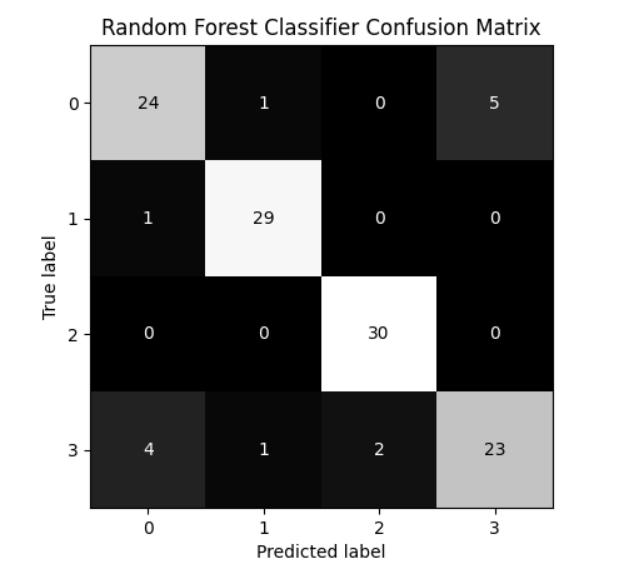 Random Forest Classifier Confusion Matrix
0 24 1 0 5
1 1 29 0 0
2 0 0 30 0
3 4 1 2 23
0 1 2 3
True label
Predicted label